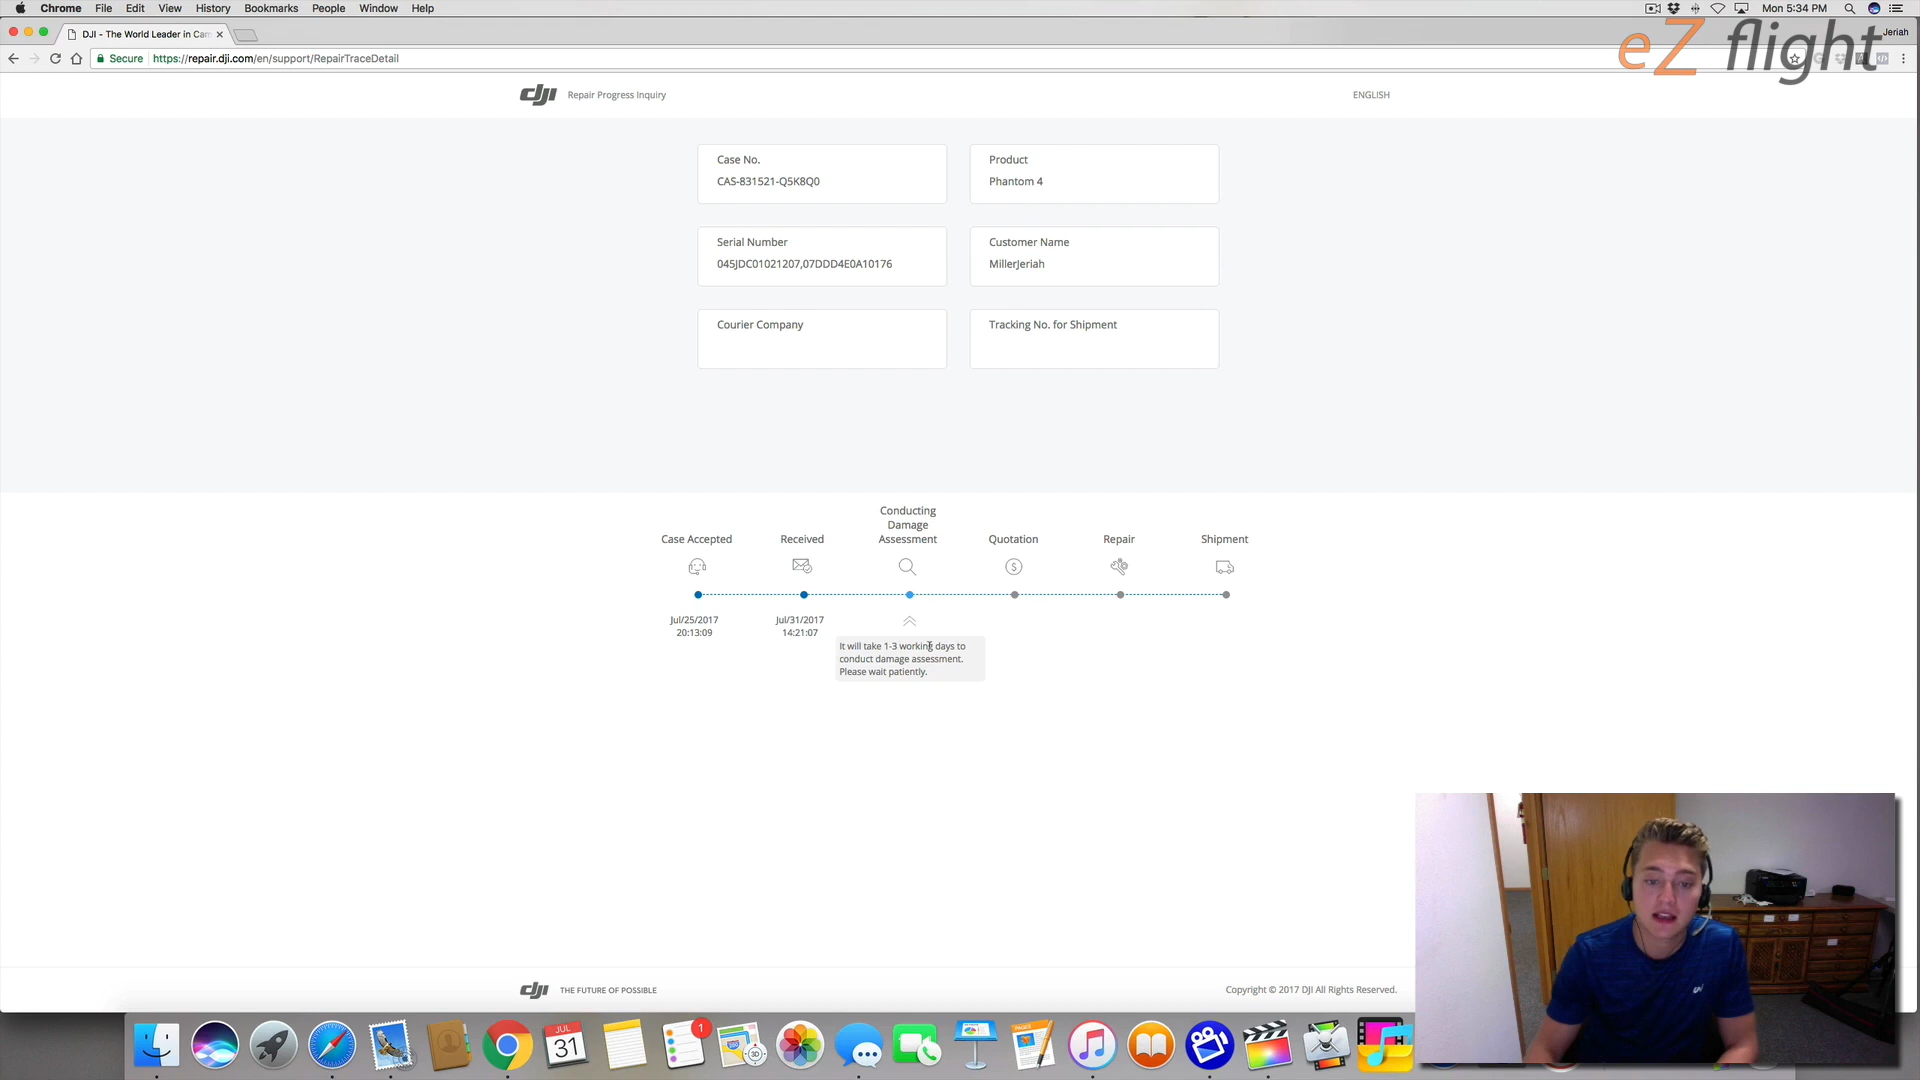 Chrome File Edit View History Bookmarks People Window Help
Mon 5:34 PM
DJI - The World Leader in Cam
Jeriah
eZ flight
Secure https://repair.dji.com/en/support/RepairTraceDetail
dji Repair Progress Inquiry
ENGLISH
Case No.
CAS-831521-Q5K8Q0
Product
Phantom 4
Serial Number
045JDC01021207,07DDD4E0A10176
Customer Name
MillerJeriah
Courier Company
Tracking No. for Shipment
Case Accepted
Received
Conducting
Damage
Assessment
Quotation
Repair
Shipment
Jul/25/2017
20:13:09
Jul/31/2017
14:21:07
It will take 1-3 working days to
conduct damage assessment.
Please wait patiently.
dji THE FUTURE OF POSSIBLE
Copyright © 2017 DJI All Rights Reserved.
JUL
31
1
3D
PAGES